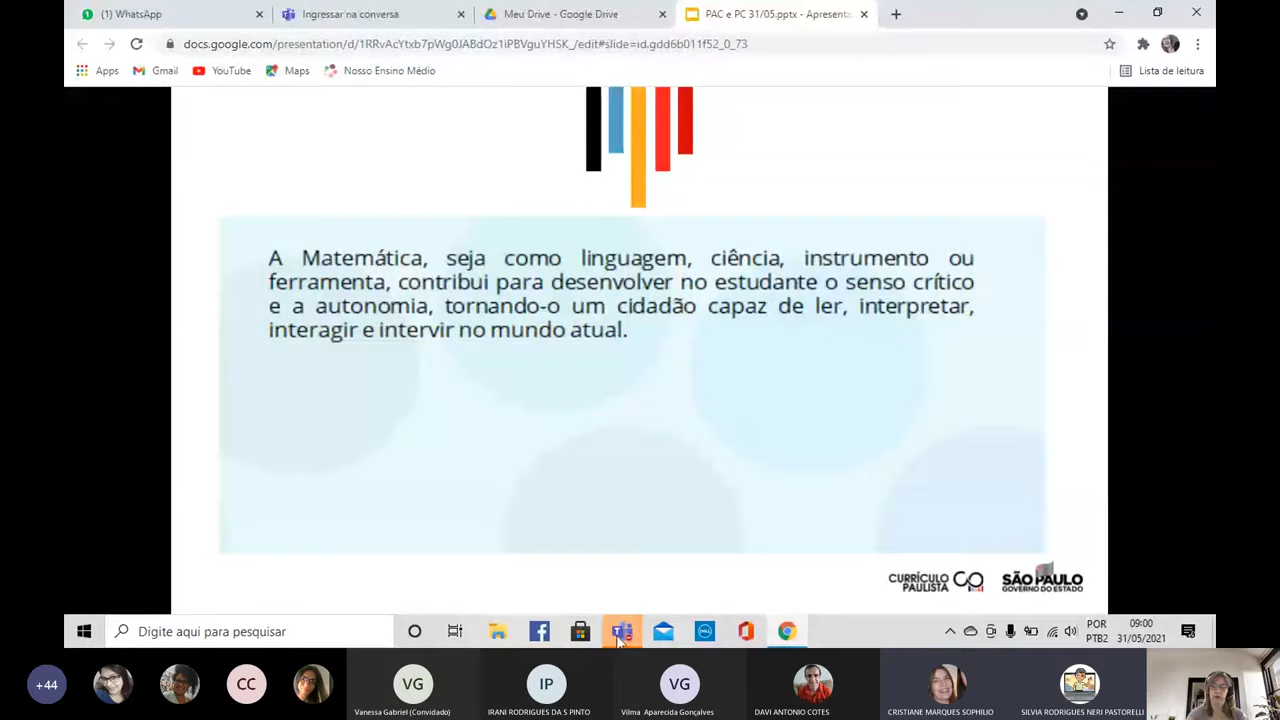 (1) WhatsApp
Ingressar na conversa
Meu Drive - Google Drive
PAC e PC 31/05.pptx - Apresenta
docs.google.com/presentation/d/1RRvAcYtxb7pWg0JABdOz1iPBVguYHSK_/edit#slide=id.gdd6b011f52_0_73
Apps
Gmail
YouTube
Maps
Nosso Ensino Médio
Lista de leitura
A Matemática, seja como linguagem, ciência, instrumento ou
ferramenta, contribui para desenvolver no estudante o senso crítico
e a autonomia, tornando-o um cidadão capaz de ler, interpretar,
interagir e intervir no mundo atual.
CURRÍCULO
PAULISTA
SÃO PAULO
GOVERNO DO ESTADO
Digite aqui para pesquisar
DELL
POR
PTB2
09:00
31/05/2021
+44
CC
VG
Vanessa Gabriel (Convidado)
IP
IRANI RODRIGUES DA S PINTO
VG
Vilma Aparecida Gonçalves
DAVI ANTONIO COTES
CRISTIANE MARQUES SOPHILIO
SILVIA RODRIGUES NERI PASTORELLI